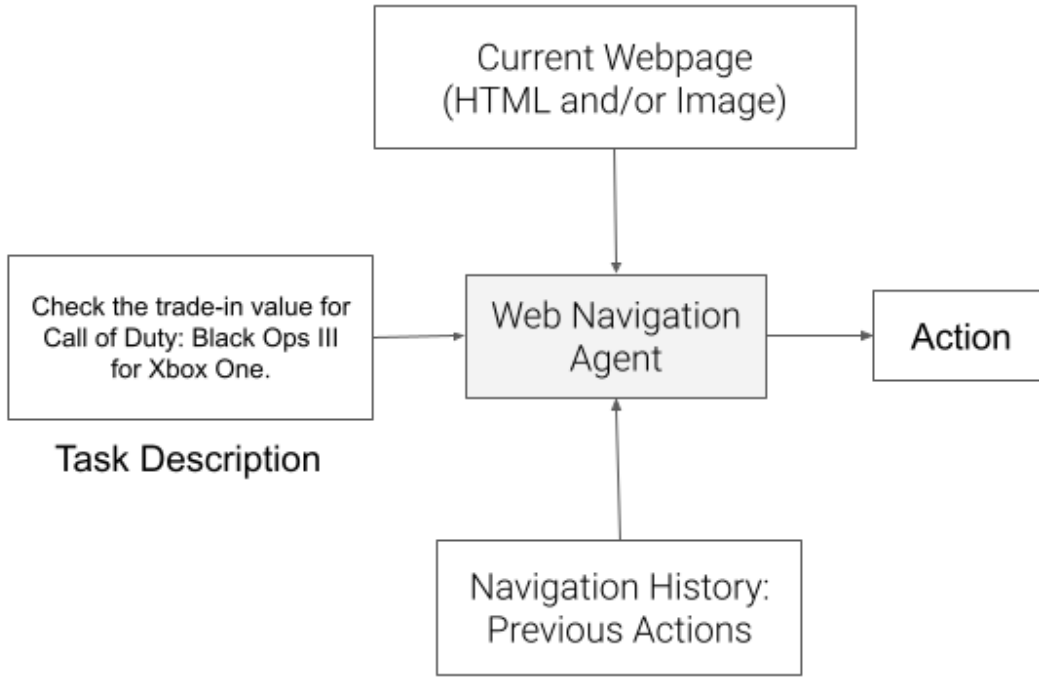 Current Webpage
(HTML and/or Image)
Check the trade-in value for
Call of Duty: Black Ops III
for Xbox One.
Task Description
Web Navigation
Agent
Action
Navigation History:
Previous Actions